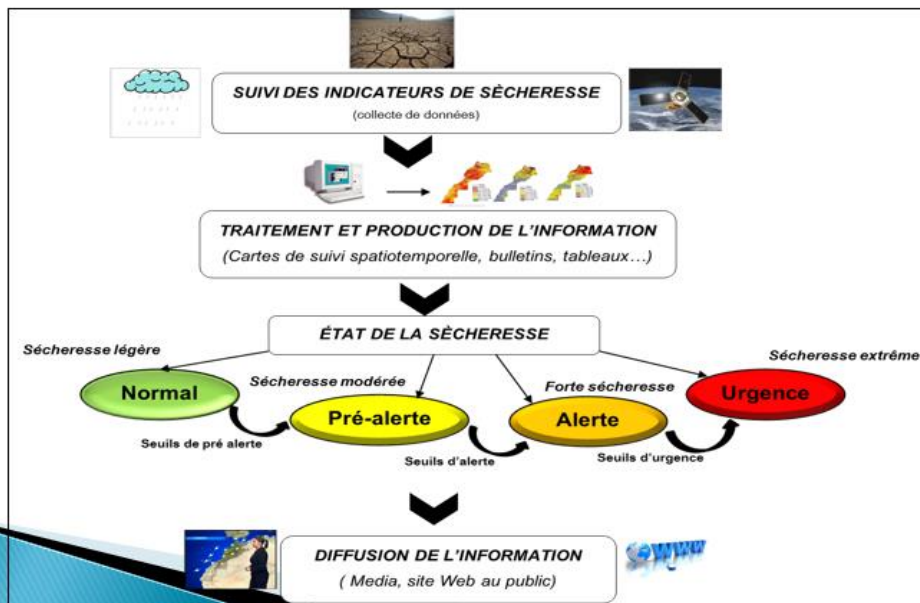 SUIVI DES INDICATEURS DE SÈCHERESSE
(collecte de données)
TRAITEMENT ET PRODUCTION DE L'INFORMATION
(Cartes de suivi spatiotemporelle, bulletins, tableaux…)
ÉTAT DE LA SÈCHERESSE
Sécheresse légère
Sécheresse extrême
Sécheresse modérée
Forte sécheresse
Normal
Urgence
Pré-alerte
Alerte
Seuils de pré alerte
Seuils d'alerte
Seuils d'urgence
DIFFUSION DE L'INFORMATION
( Media, site Web au public)
WWW